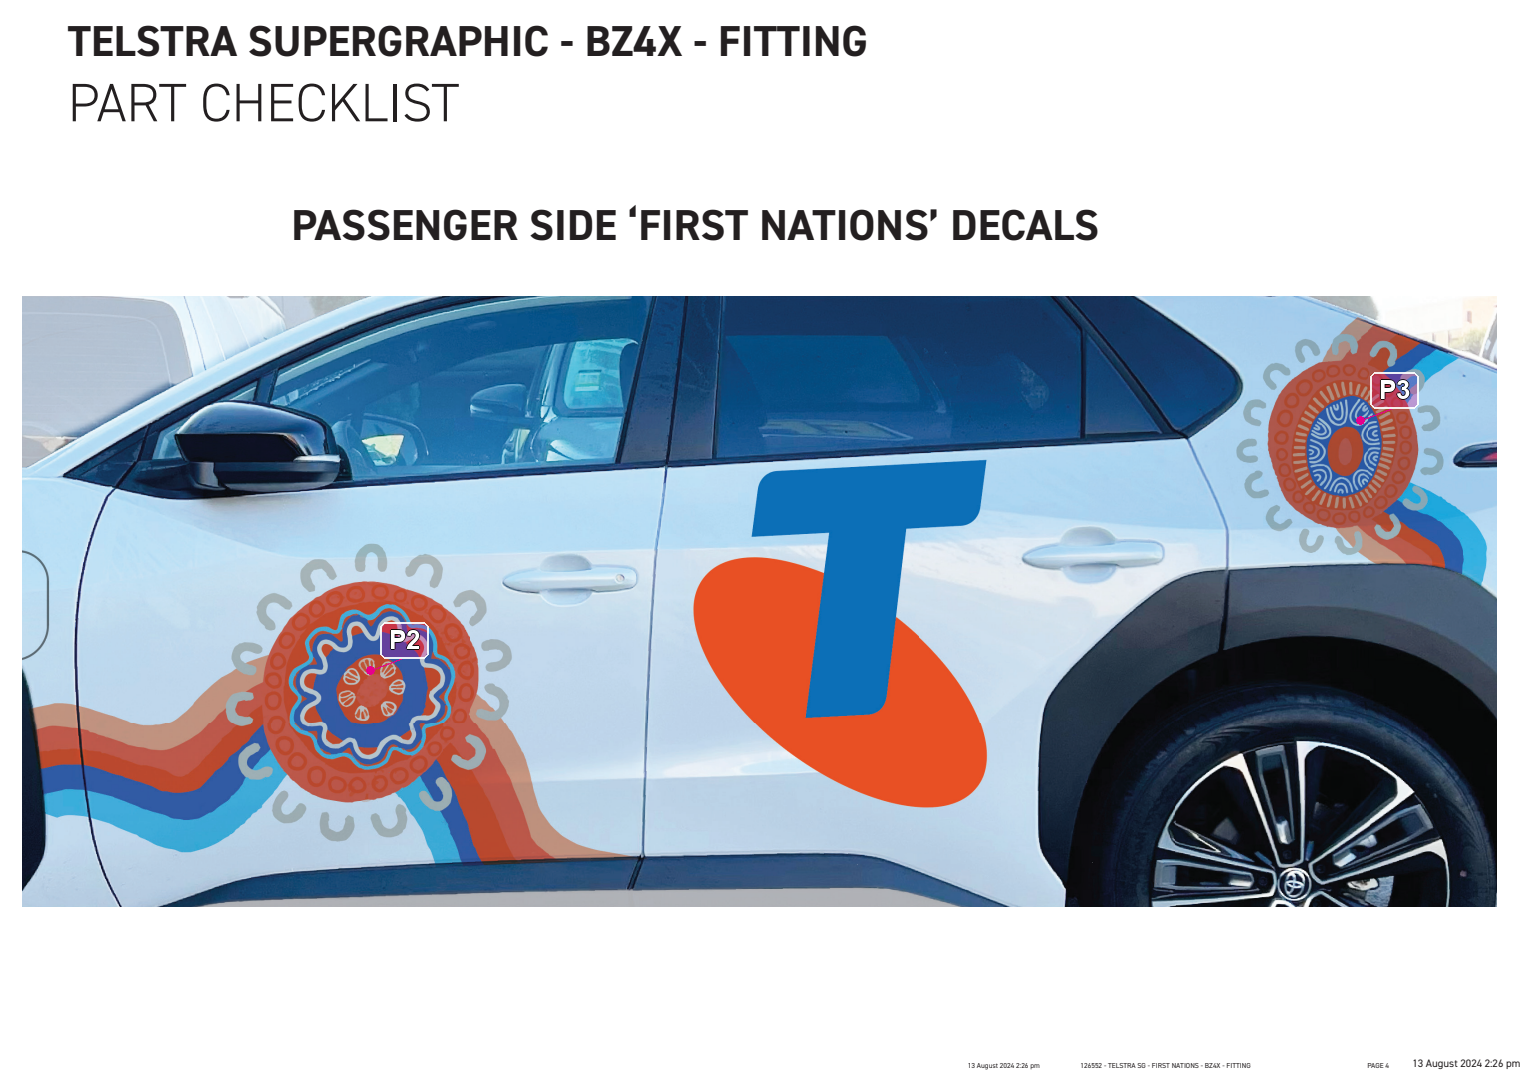 TELSTRA SUPERGRAPHIC - BZ4X - FITTING
PART CHECKLIST
PASSENGER SIDE ‘FIRST NATIONS’ DECALS
P3
P2
T
13 August 2024 2:26 pm
126552 - TELSTRA SG - FIRST NATIONS - BZ4X - FITTING
PAGE 4
13 August 2024 2:26 pm